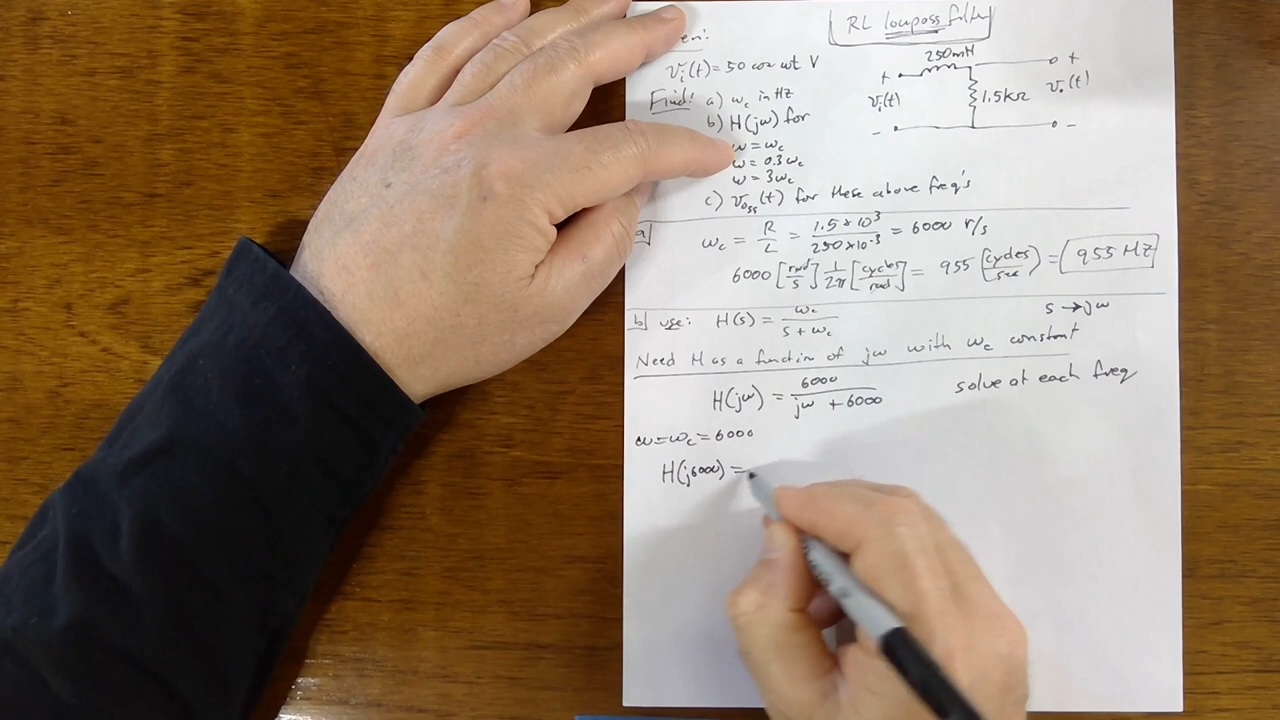 RL lowpass filter
en:
vi(t) = 50 cos ωt V
Find: a) ωc in HZ
b) H(jω) for
ω = ωc
ω = 0.3ωc
ω = 3ωc
c) voss(t) for these above freq's
250mH
+ +
vi(t) 1.5kΩ vo(t)
- -
a] ωc = R/L = 1.5*10^3 / 250*10^-3 = 6000 r/s
6000 [rad/s] 1/2π [cycles/rad] = 955 [cycles/sec] = 955 HZ
b] use: H(s) = ωc / s + ωc s → jω
Need H as a function of jω with ωc constant
H(jω) = 6000 / jω + 6000 solve at each freq
ω = ωc = 6000
H(j6000) =